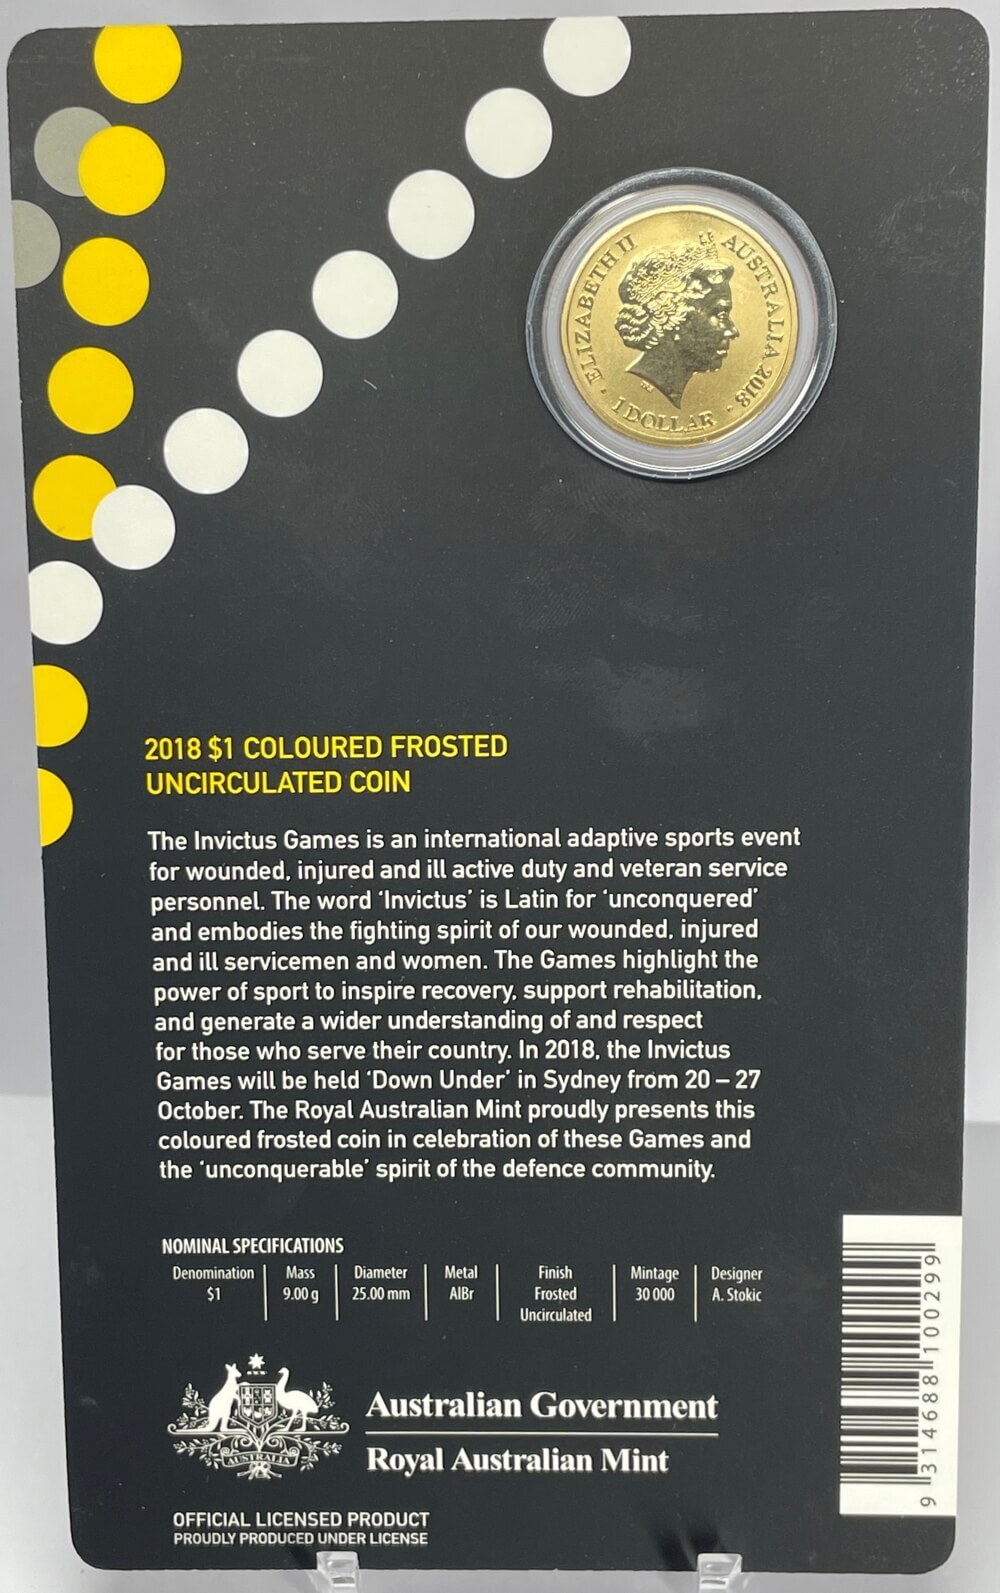 ELIZABETH II
AUSTRALIA 2018
1 DOLLAR
2018 $1 COLOURED FROSTED
UNCIRCULATED COIN
The Invictus Games is an international adaptive sports event
for wounded, injured and ill active duty and veteran service
personnel. The word ‘Invictus’ is Latin for ‘unconquered’
and embodies the fighting spirit of our wounded, injured
and ill servicemen and women. The Games highlight the
power of sport to inspire recovery, support rehabilitation,
and generate a wider understanding of and respect
for those who serve their country. In 2018, the Invictus
Games will be held ‘Down Under’ in Sydney from 20 – 27
October. The Royal Australian Mint proudly presents this
coloured frosted coin in celebration of these Games and
the ‘unconquerable’ spirit of the defence community.
NOMINAL SPECIFICATIONS
Denomination Mass Diameter Metal Finish Mintage Designer
$1 9.00 g 25.00 mm AlBr Frosted 30 000 A. Stokic
Uncirculated
AUSTRALIA
Australian Government
Royal Australian Mint
OFFICIAL LICENSED PRODUCT
PROUDLY PRODUCED UNDER LICENSE
9 314688 100299